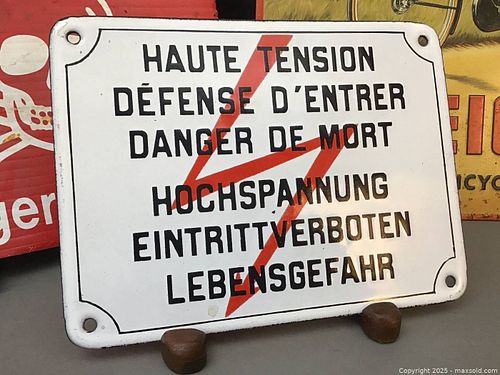 HAUTE TENSION
DÉFENSE D'ENTRER
DANGER DE MORT
HOCHSPANNUNG
EINTRITTVERBOTEN
LEBENSGEFAHR
Copyright 2025 - maxsold.com